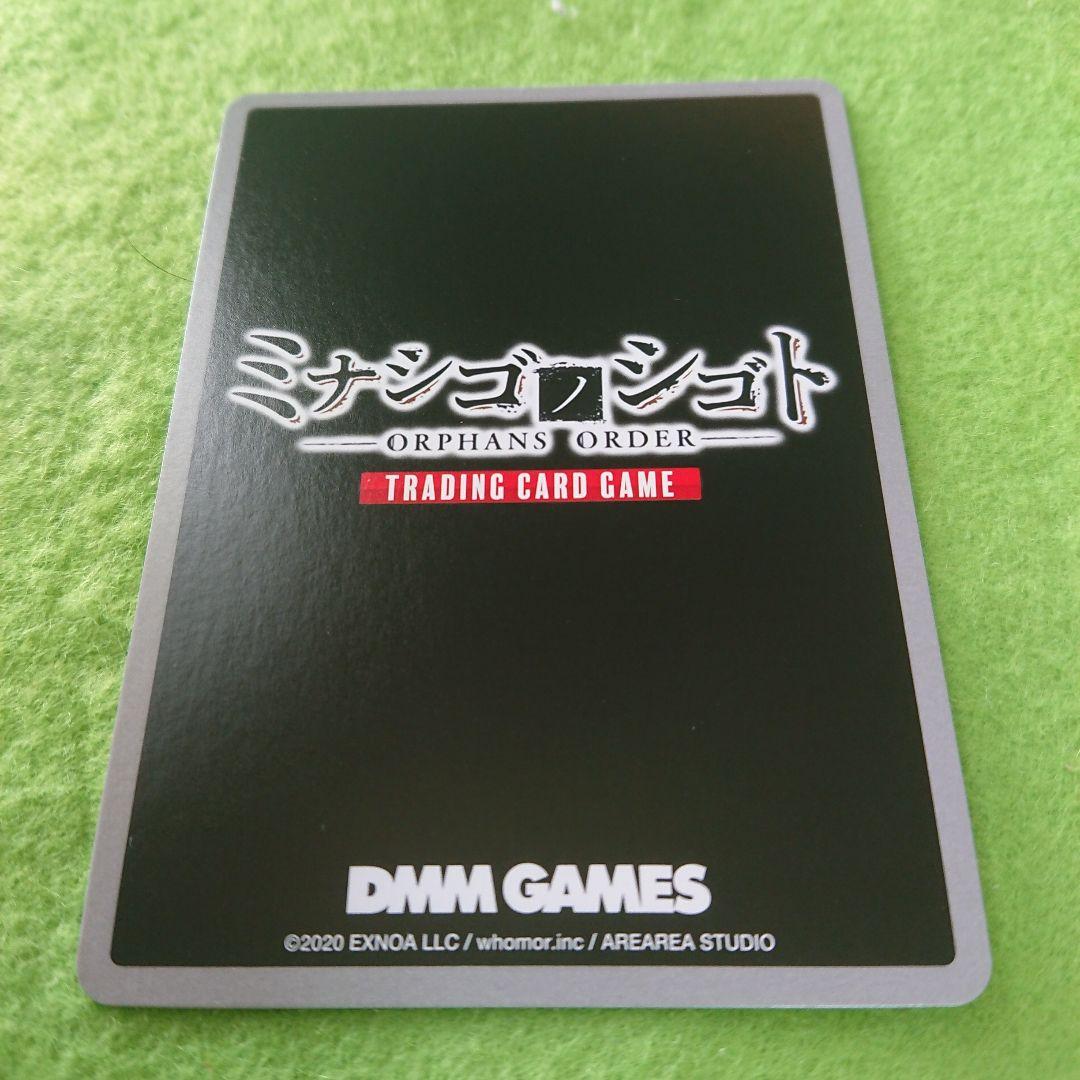 ミナシゴノシゴト
ORPHANS ORDER
TRADING CARD GAME
DMM GAMES
©2020 EXNOA LLC / whomor.inc / AREAREA STUDIO